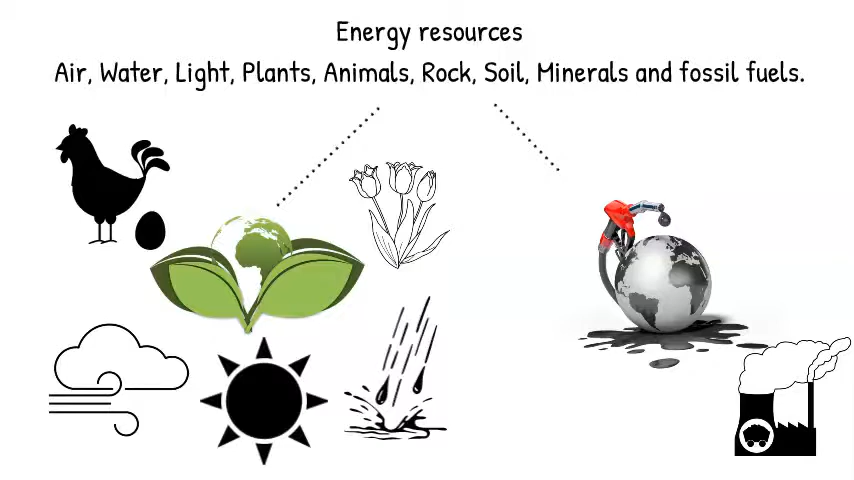 Energy resources
Air, Water, Light, Plants, Animals, Rock, Soil, Minerals and fossil fuels.